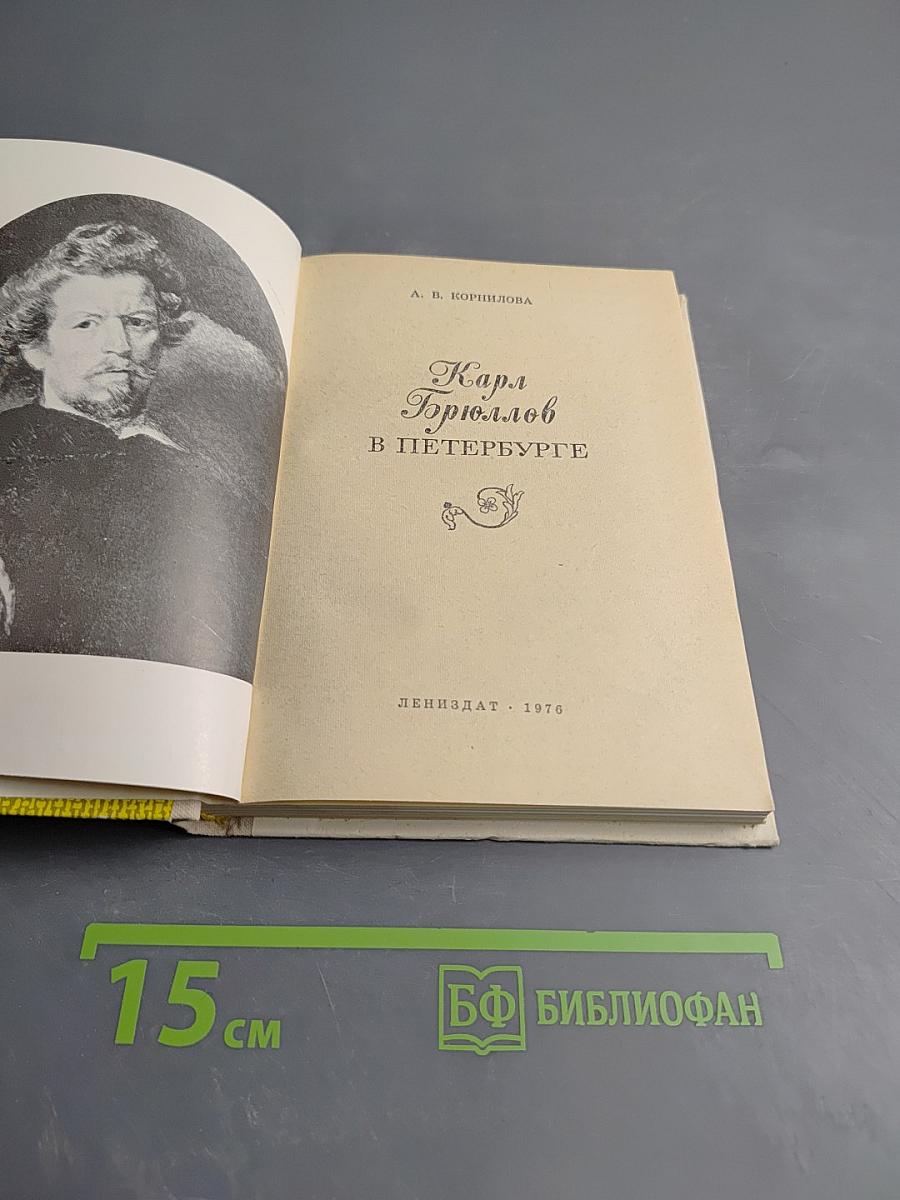 А. В. КОРНИЛОВА
Карл
Брюллов
В ПЕТЕРБУРГЕ
ЛЕНИЗДАТ · 1976
15 см
БФ БИБЛИОФАН